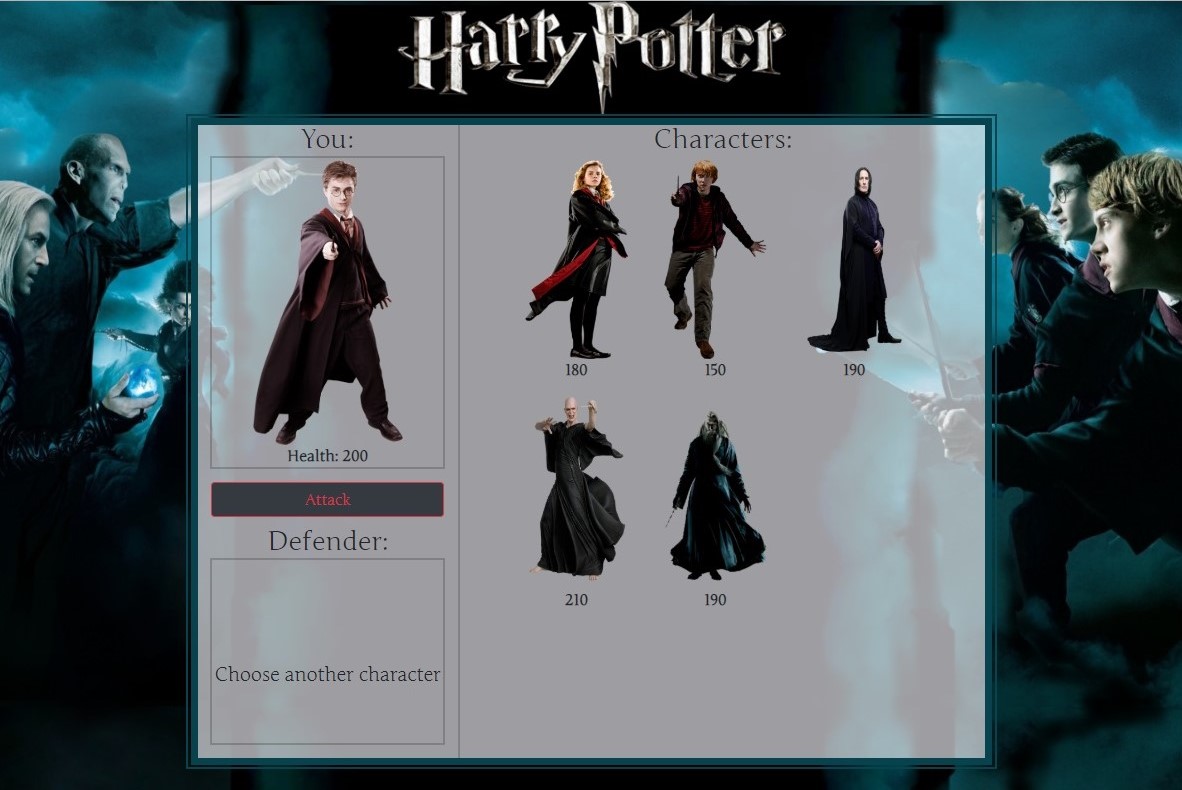 Harry Potter
You:
Health: 200
Attack
Defender:
Choose another character
Characters:
180
150
190
210
190